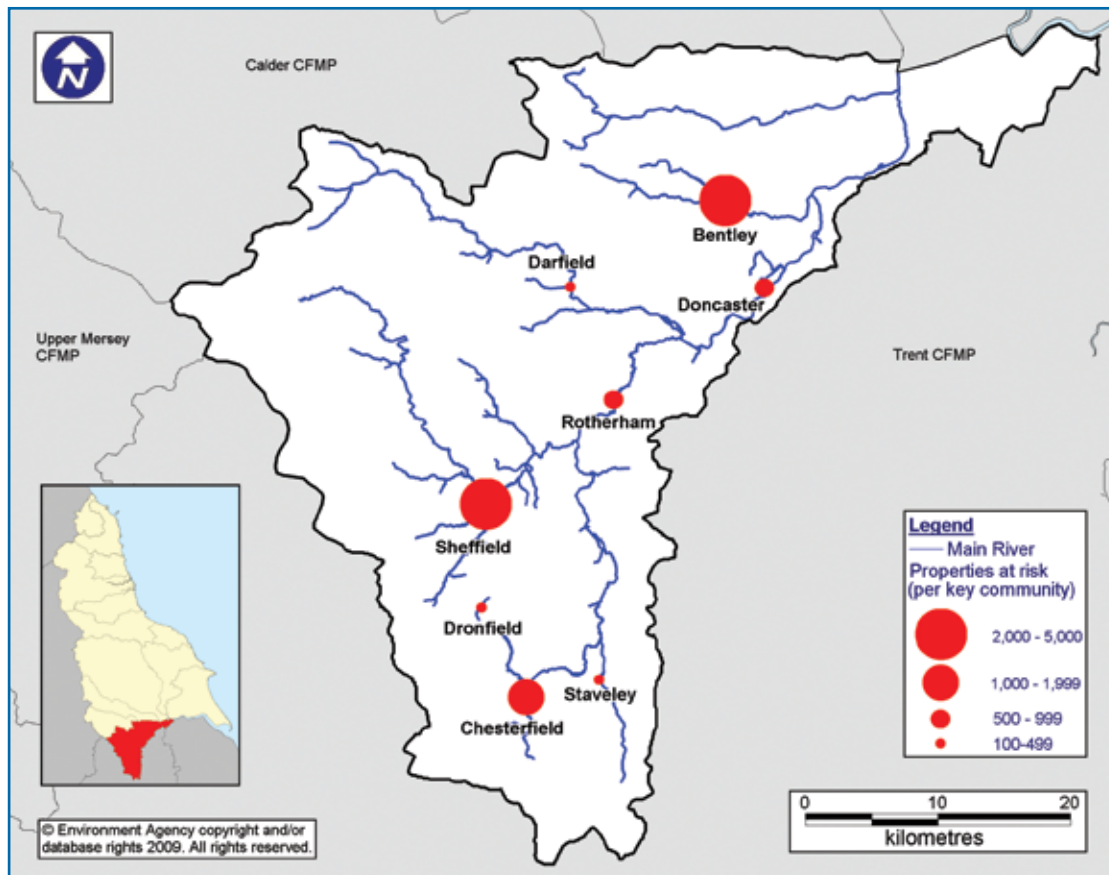 N
Calder CFMP
Bentley
Darfield
Doncaster
Upper Mersey
CFMP
Trent CFMP
Rotherham
Sheffield
Dronfield
Staveley
Chesterfield
Legend
Main River
Properties at risk
(per key community)
2,000 - 5,000
1,000 - 1,999
500 - 999
100-499
0 10 20
kilometres
© Environment Agency copyright and/or
database rights 2009. All rights reserved.